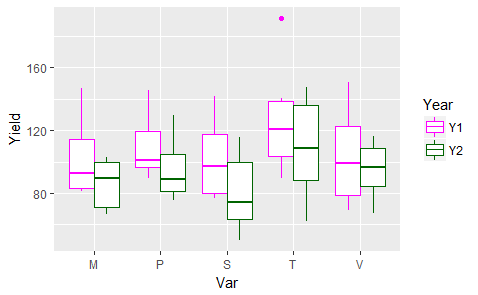 Yield
160
120
80
M P S T V
Var
Year
Y1
Y2